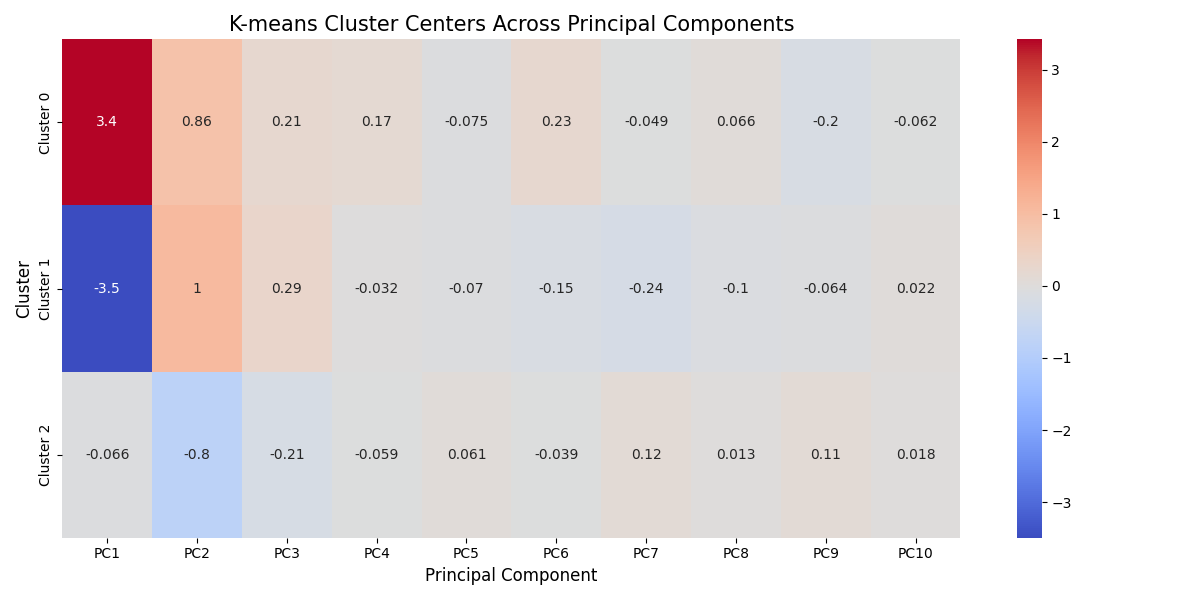 K-means Cluster Centers Across Principal Components
Cluster
Cluster 0
3.4 0.86 0.21 0.17 -0.075 0.23 -0.049 0.066 -0.2 -0.062
Cluster 1
-3.5 1 0.29 -0.032 -0.07 -0.15 -0.24 -0.1 -0.064 0.022
Cluster 2
-0.066 -0.8 -0.21 -0.059 0.061 -0.039 0.12 0.013 0.11 0.018
PC1 PC2 PC3 PC4 PC5 PC6 PC7 PC8 PC9 PC10
Principal Component
3
2
1
0
−1
−2
−3